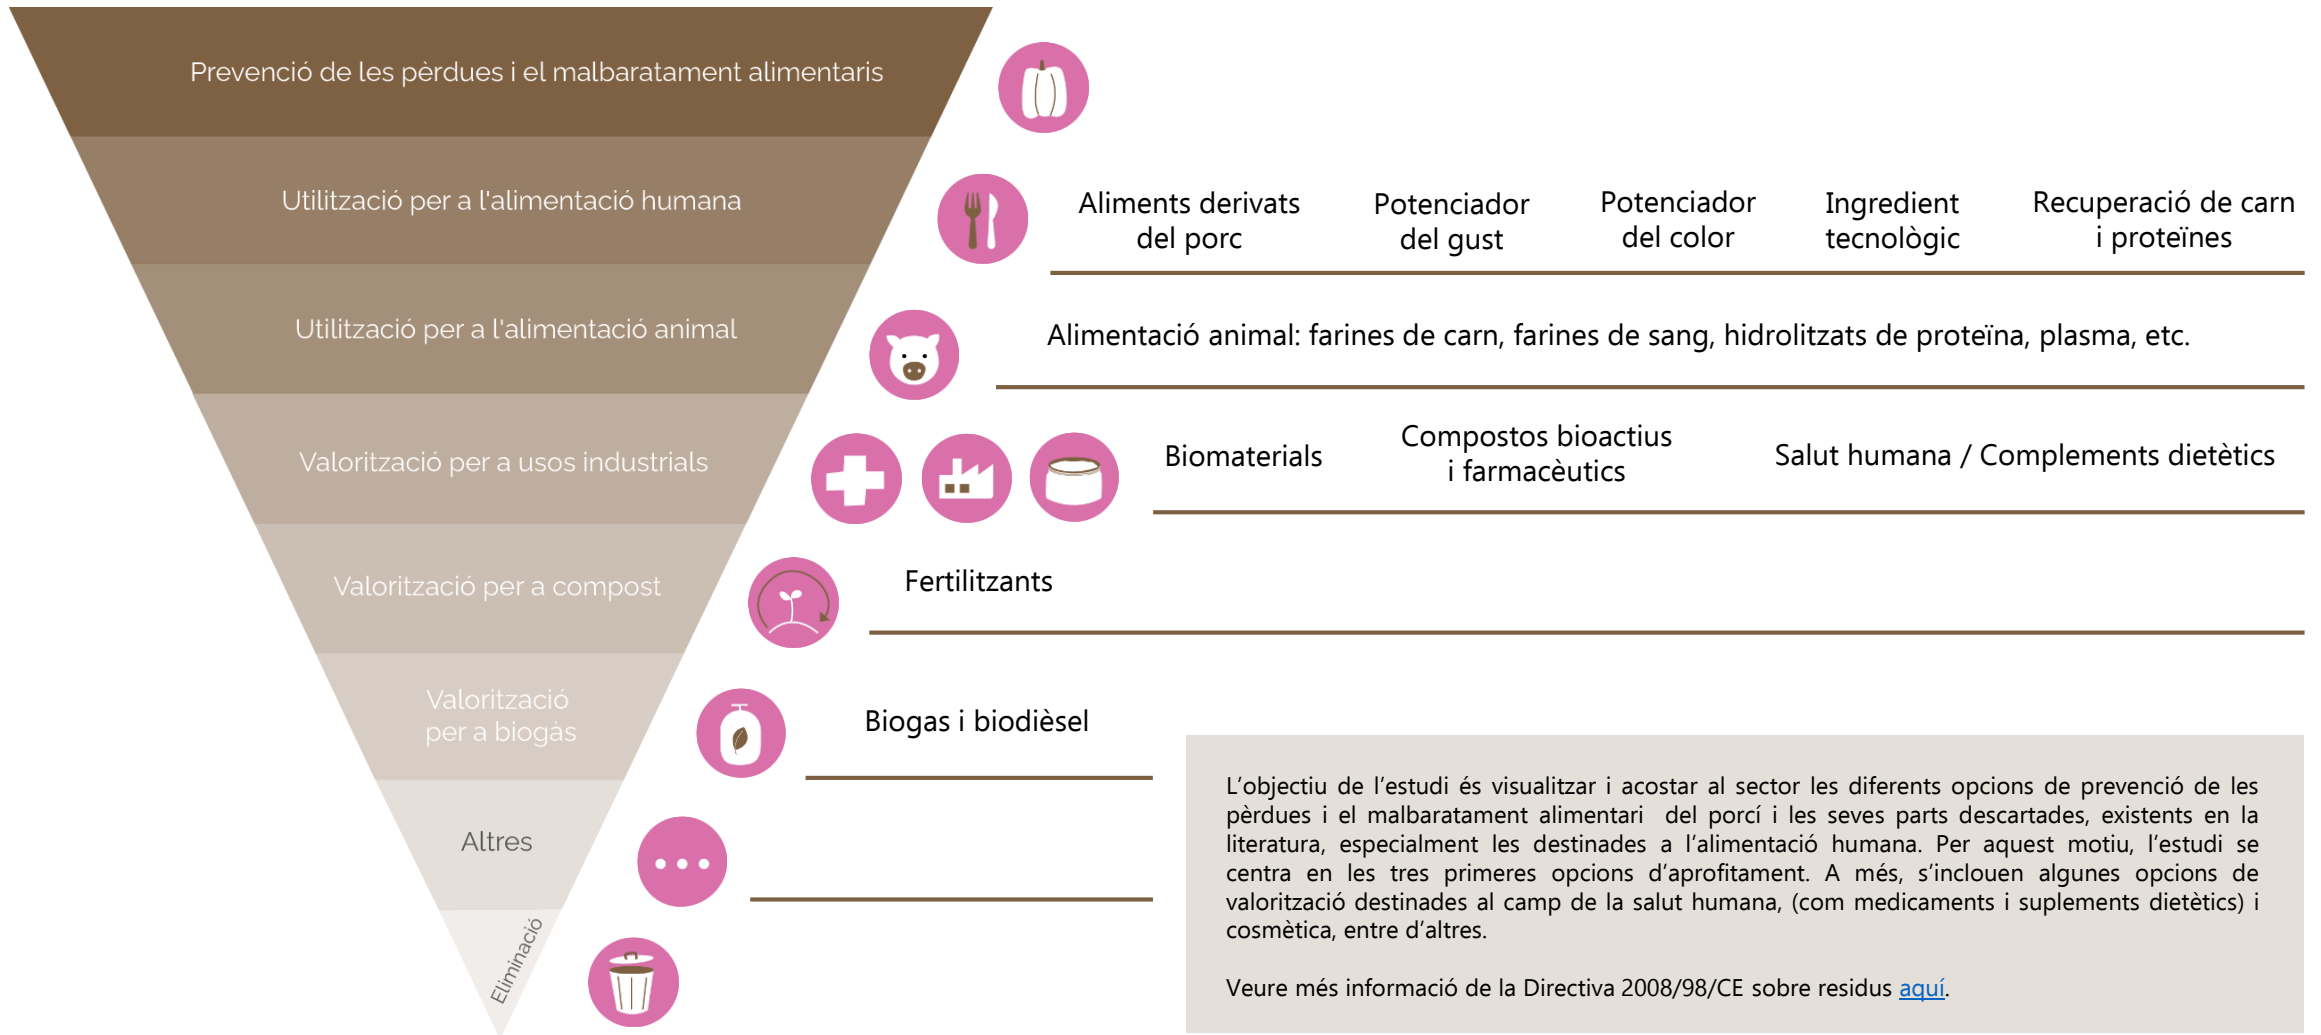 Prevenció de les pèrdues i el malbaratament alimentaris
Utilització per a l'alimentació humana
Aliments derivats
del porc
Potenciador
del gust
Potenciador
del color
Ingredient
tecnològic
Recuperació de carn
i proteïnes
Utilització per a l'alimentació animal
Alimentació animal: farines de carn, farines de sang, hidrolitzats de proteïna, plasma, etc.
Valorització per a usos industrials
Biomaterials
Compostos bioactius
i farmacèutics
Salut humana / Complements dietètics
Valorització per a compost
Fertilitzants
Valorització
per a biogàs
Biogas i biodièsel
Altres
Eliminació
L'objectiu de l'estudi és visualitzar i acostar al sector les diferents opcions de prevenció de les
pèrdues i el malbaratament alimentari del porcí i les seves parts descartades, existents en la
literatura, especialment les destinades a l'alimentació humana. Per aquest motiu, l'estudi se
centra en les tres primeres opcions d'aprofitament. A més, s'inclouen algunes opcions de
valorització destinades al camp de la salut humana, (com medicaments i suplements dietètics) i
cosmètica, entre d'altres.
Veure més informació de la Directiva 2008/98/CE sobre residus aquí.